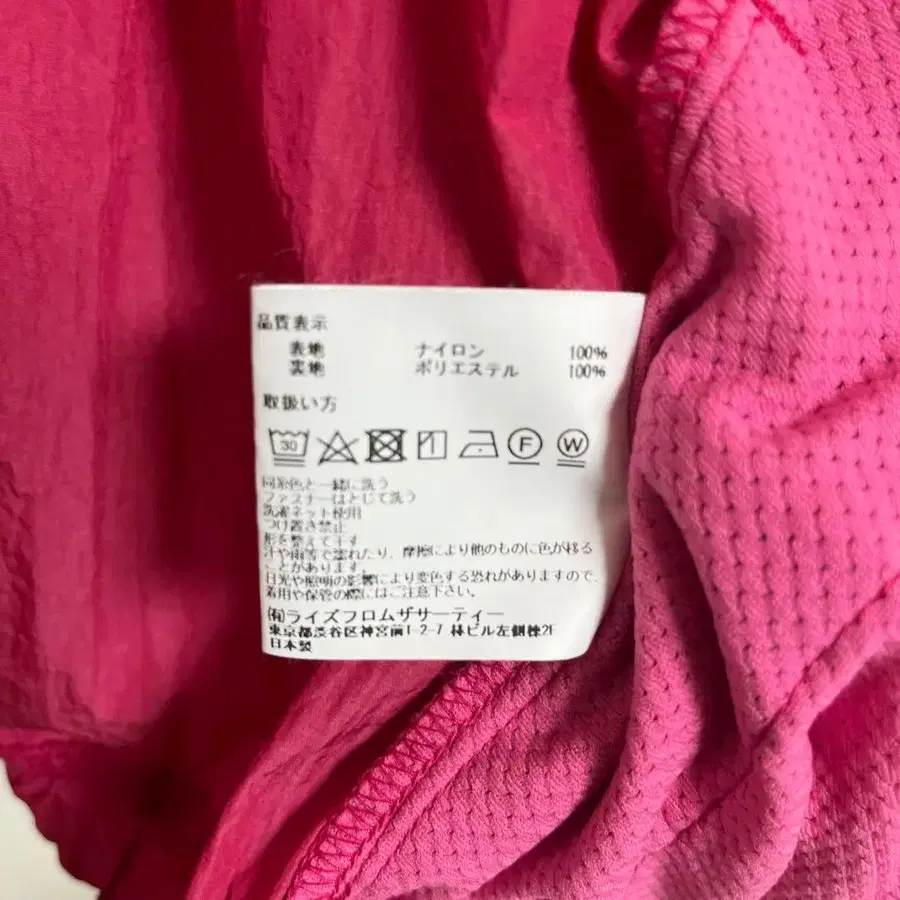 品質表示
表地 ナイロン 100%
裏地 ポリエステル 100%
取扱い方
30 F W
同系色と一緒に洗う
ファスナーはとじて洗う
洗濯ネット使用
つけ置き禁止
形を整えて干す
汗や雨等で濡れたり、摩擦により他のものに色が移る
ことがあります。
日光や照明の影響により変色する恐れがありますので、
着用や保管の際にはご注意下さい。
(有)ライズフロムザサーティー
東京都渋谷区神宮前1-2-7 林ビル左側棟2F
日本製